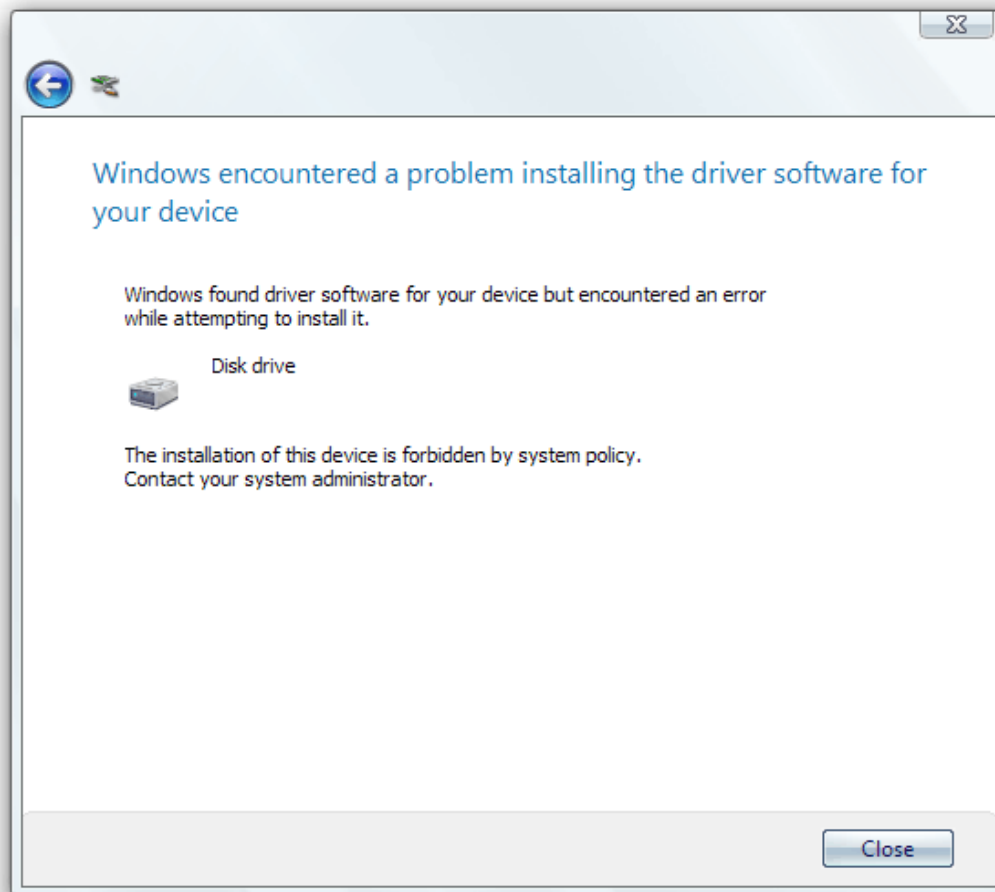 Windows encountered a problem installing the driver software for
your device
Windows found driver software for your device but encountered an error
while attempting to install it.
Disk drive
The installation of this device is forbidden by system policy.
Contact your system administrator.
Close